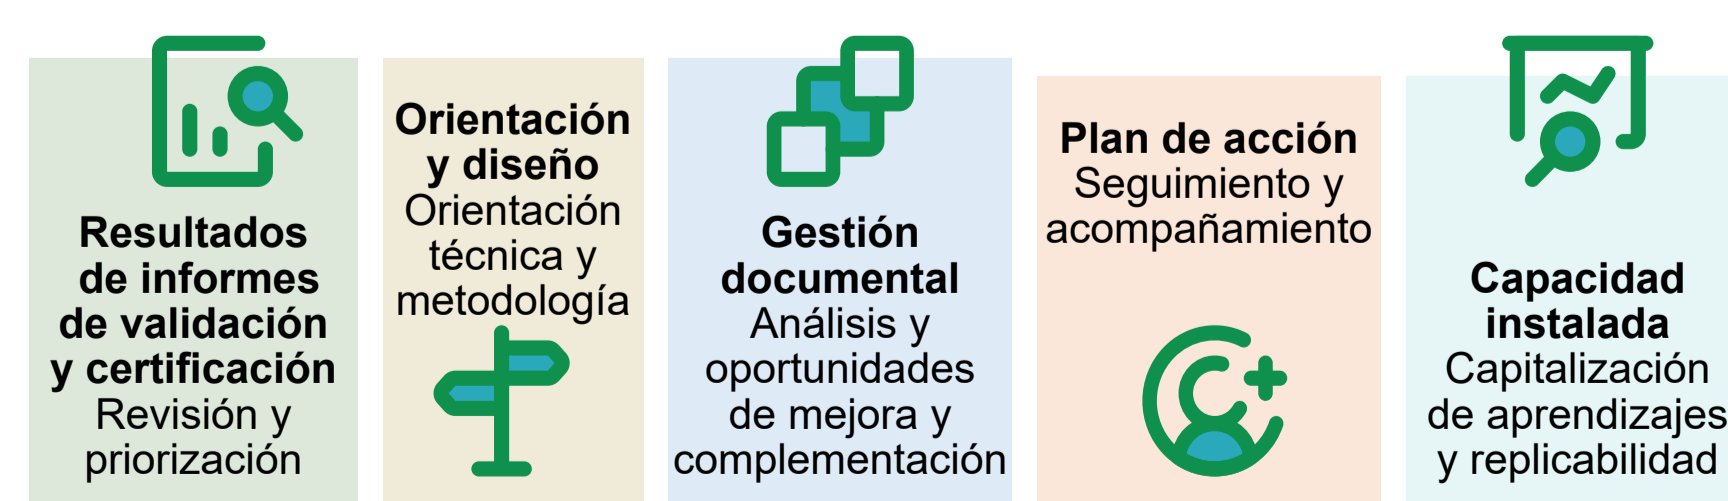 Resultados
de informes
de validación
y certificación
Revisión y
priorización
Orientación
y diseño
Orientación
técnica y
metodología
Gestión
documental
Análisis y
oportunidades
de mejora y
complementación
Plan de acción
Seguimiento y
acompañamiento
Capacidad
instalada
Capitalización
de aprendizajes
y replicabilidad